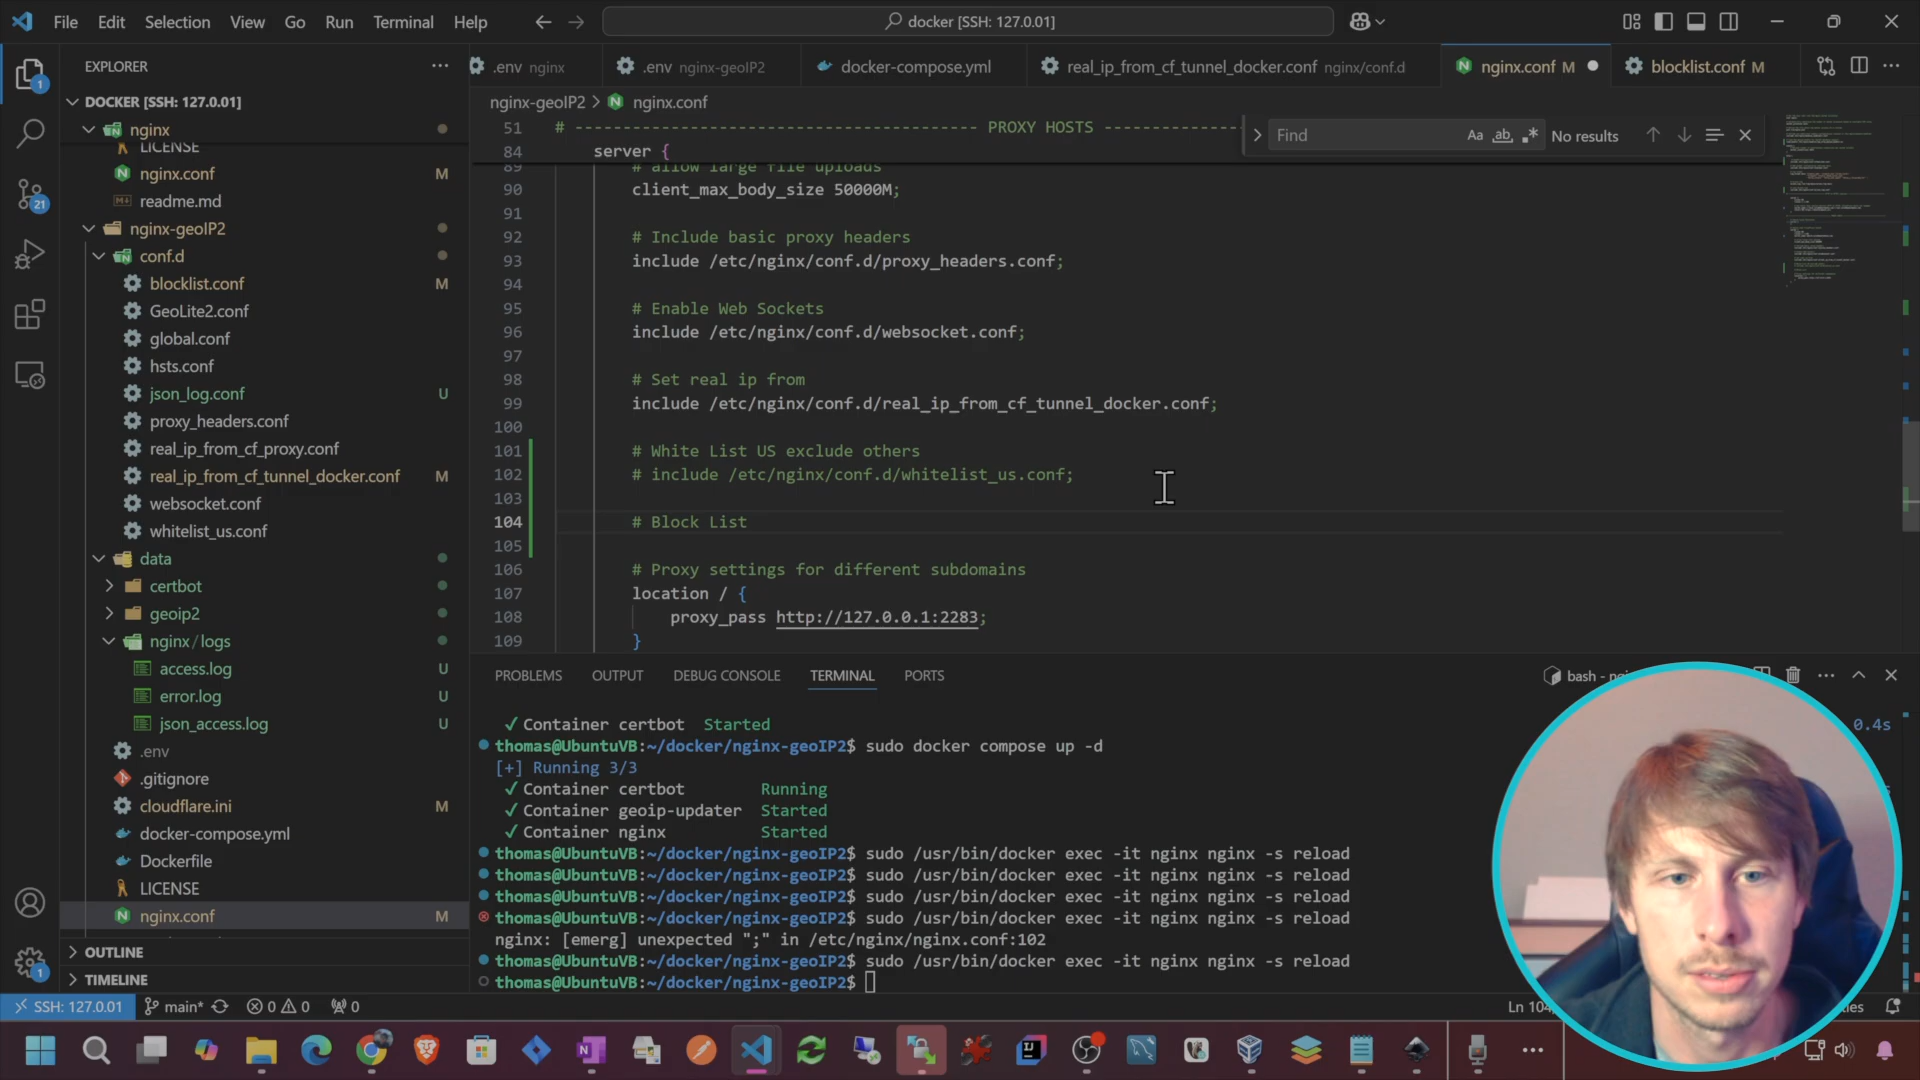 File Edit Selection View Go Run Terminal Help
docker [SSH: 127.0.01]
EXPLORER
DOCKER [SSH: 127.0.01]
nginx
LICENSE
nginx.conf M
readme.md
nginx-geoIP2
conf.d
blocklist.conf M
GeoLite2.conf
global.conf
hsts.conf
json_log.conf U
proxy_headers.conf
real_ip_from_cf_proxy.conf
real_ip_from_cf_tunnel_docker.conf M
websocket.conf
whitelist_us.conf
data
certbot
geoip2
nginx/logs
access.log U
error.log U
json_access.log U
.env
.gitignore
cloudflare.ini M
docker-compose.yml
Dockerfile
LICENSE
nginx.conf M
OUTLINE
TIMELINE
.env nginx
.env nginx-geoIP2
docker-compose.yml
real_ip_from_cf_tunnel_docker.conf nginx/conf.d
nginx.conf M
blocklist.conf M
nginx-geoIP2 > nginx.conf
Find
Aa ab .*
No results
51 # ------------------------------------------ PROXY HOSTS ---------------
84 server {
89 # allow large file uploads
90 client_max_body_size 50000M;
91
92 # Include basic proxy headers
93 include /etc/nginx/conf.d/proxy_headers.conf;
94
95 # Enable Web Sockets
96 include /etc/nginx/conf.d/websocket.conf;
97
98 # Set real ip from
99 include /etc/nginx/conf.d/real_ip_from_cf_tunnel_docker.conf;
100
101 # White List US exclude others
102 # include /etc/nginx/conf.d/whitelist_us.conf;
103
104 # Block List
105
106 # Proxy settings for different subdomains
107 location / {
108 proxy_pass http://127.0.0.1:2283;
109 }
PROBLEMS OUTPUT DEBUG CONSOLE TERMINAL PORTS
bash
✓ Container certbot Started 0.4s
thomas@UbuntuVB:~/docker/nginx-geoIP2$ sudo docker compose up -d
[+] Running 3/3
✓ Container certbot Running
✓ Container geoip-updater Started
✓ Container nginx Started
thomas@UbuntuVB:~/docker/nginx-geoIP2$ sudo /usr/bin/docker exec -it nginx nginx -s reload
thomas@UbuntuVB:~/docker/nginx-geoIP2$ sudo /usr/bin/docker exec -it nginx nginx -s reload
thomas@UbuntuVB:~/docker/nginx-geoIP2$ sudo /usr/bin/docker exec -it nginx nginx -s reload
thomas@UbuntuVB:~/docker/nginx-geoIP2$ sudo /usr/bin/docker exec -it nginx nginx -s reload
nginx: [emerg] unexpected ";" in /etc/nginx/nginx.conf:102
thomas@UbuntuVB:~/docker/nginx-geoIP2$ sudo /usr/bin/docker exec -it nginx nginx -s reload
thomas@UbuntuVB:~/docker/nginx-geoIP2$
SSH: 127.0.01 main* 0 0 0